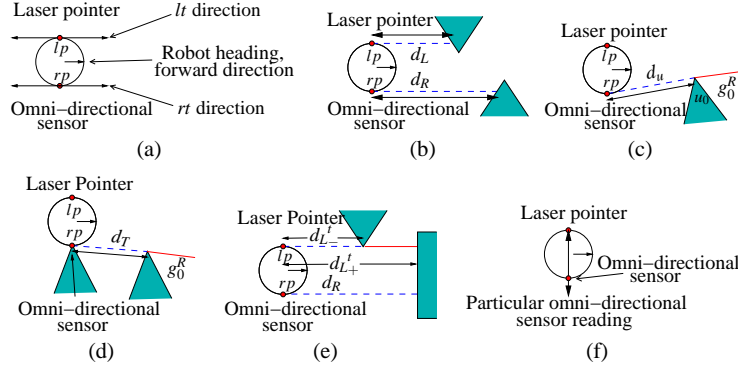 Laser pointer
lt direction
lp
rp
Robot heading,
forward direction
rt direction
Omni−directional
sensor
(a)
Laser pointer
lp
rp
d_L
d_R
Omni−directional
sensor
(b)
Laser pointer
lp
rp
d_u
u_0
g_0^R
Omni−directional
sensor
(c)
Laser Pointer
lp
rp
d_T
g_0^R
Omni−directional
sensor
(d)
Laser Pointer
d_{L−}^t
lp
d_{L+}^t
rp
d_R
Omni−directional
sensor
(e)
Laser pointer
Omni−directional
sensor
Particular omni−directional
sensor reading
(f)